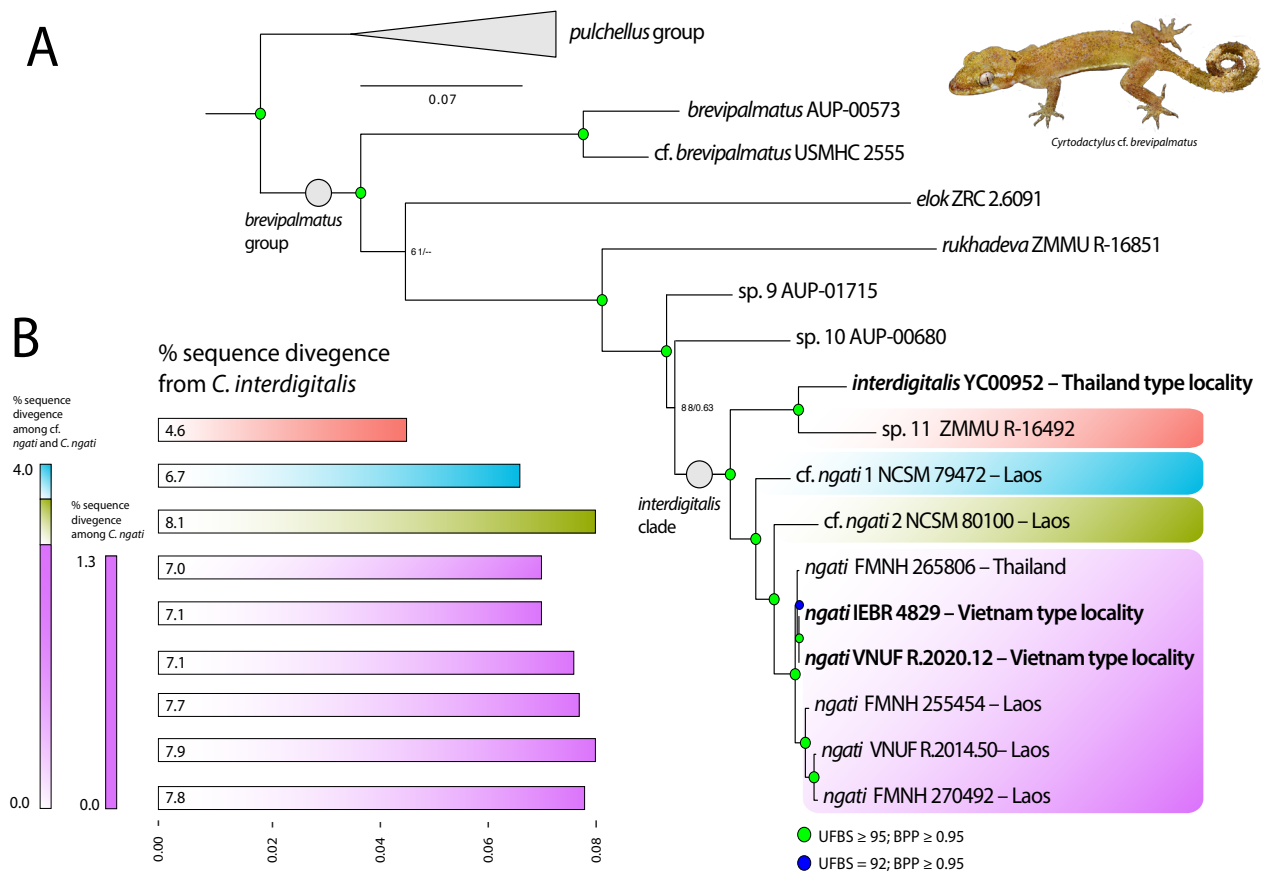 A
pulchellus group
0.07
brevipalmatus AUP-00573
cf. brevipalmatus USMHC 2555
Cyrtodactylus cf. brevipalmatus
elok ZRC 2.6091
brevipalmatus
group
61/--
rukhadeva ZMMU R-16851
sp. 9 AUP-01715
sp. 10 AUP-00680
88/0.63
interdigitalis YC00952 – Thailand type locality
sp. 11 ZMMU R-16492
cf. ngati 1 NCSM 79472 – Laos
interdigitalis
clade
cf. ngati 2 NCSM 80100 – Laos
ngati FMNH 265806 – Thailand
ngati IEBR 4829 – Vietnam type locality
ngati VNUF R.2020.12 – Vietnam type locality
ngati FMNH 255454 – Laos
ngati VNUF R.2014.50– Laos
ngati FMNH 270492 – Laos
UFBS ≥ 95; BPP ≥ 0.95
UFBS = 92; BPP ≥ 0.95
B
% sequence divegence
from C. interdigitalis
% sequence
divegence
among cf.
ngati and C. ngati
4.0
0.0
% sequence
divegence
among C. ngati
1.3
0.0
4.6
6.7
8.1
7.0
7.1
7.1
7.7
7.9
7.8
0.00
0.02
0.04
0.06
0.08